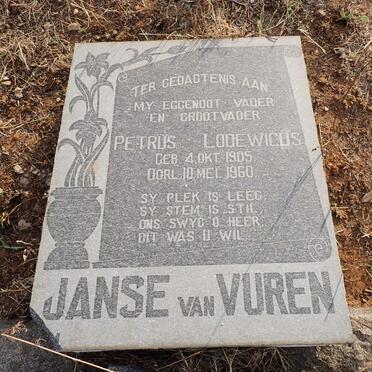 TER GEDAGTENIS AAN
MY EGGENOOT VADER
EN GROOTVADER
PETRUS LODEWICUS
GEB. 4. OKT. 1905.
OORL. 10. MEI. 1960.
SY PLEK IS LEEG;
SY STEM IS STIL.
ONS SWYG O HEER;
DIT WAS U WIL.
JANSE VAN VUREN